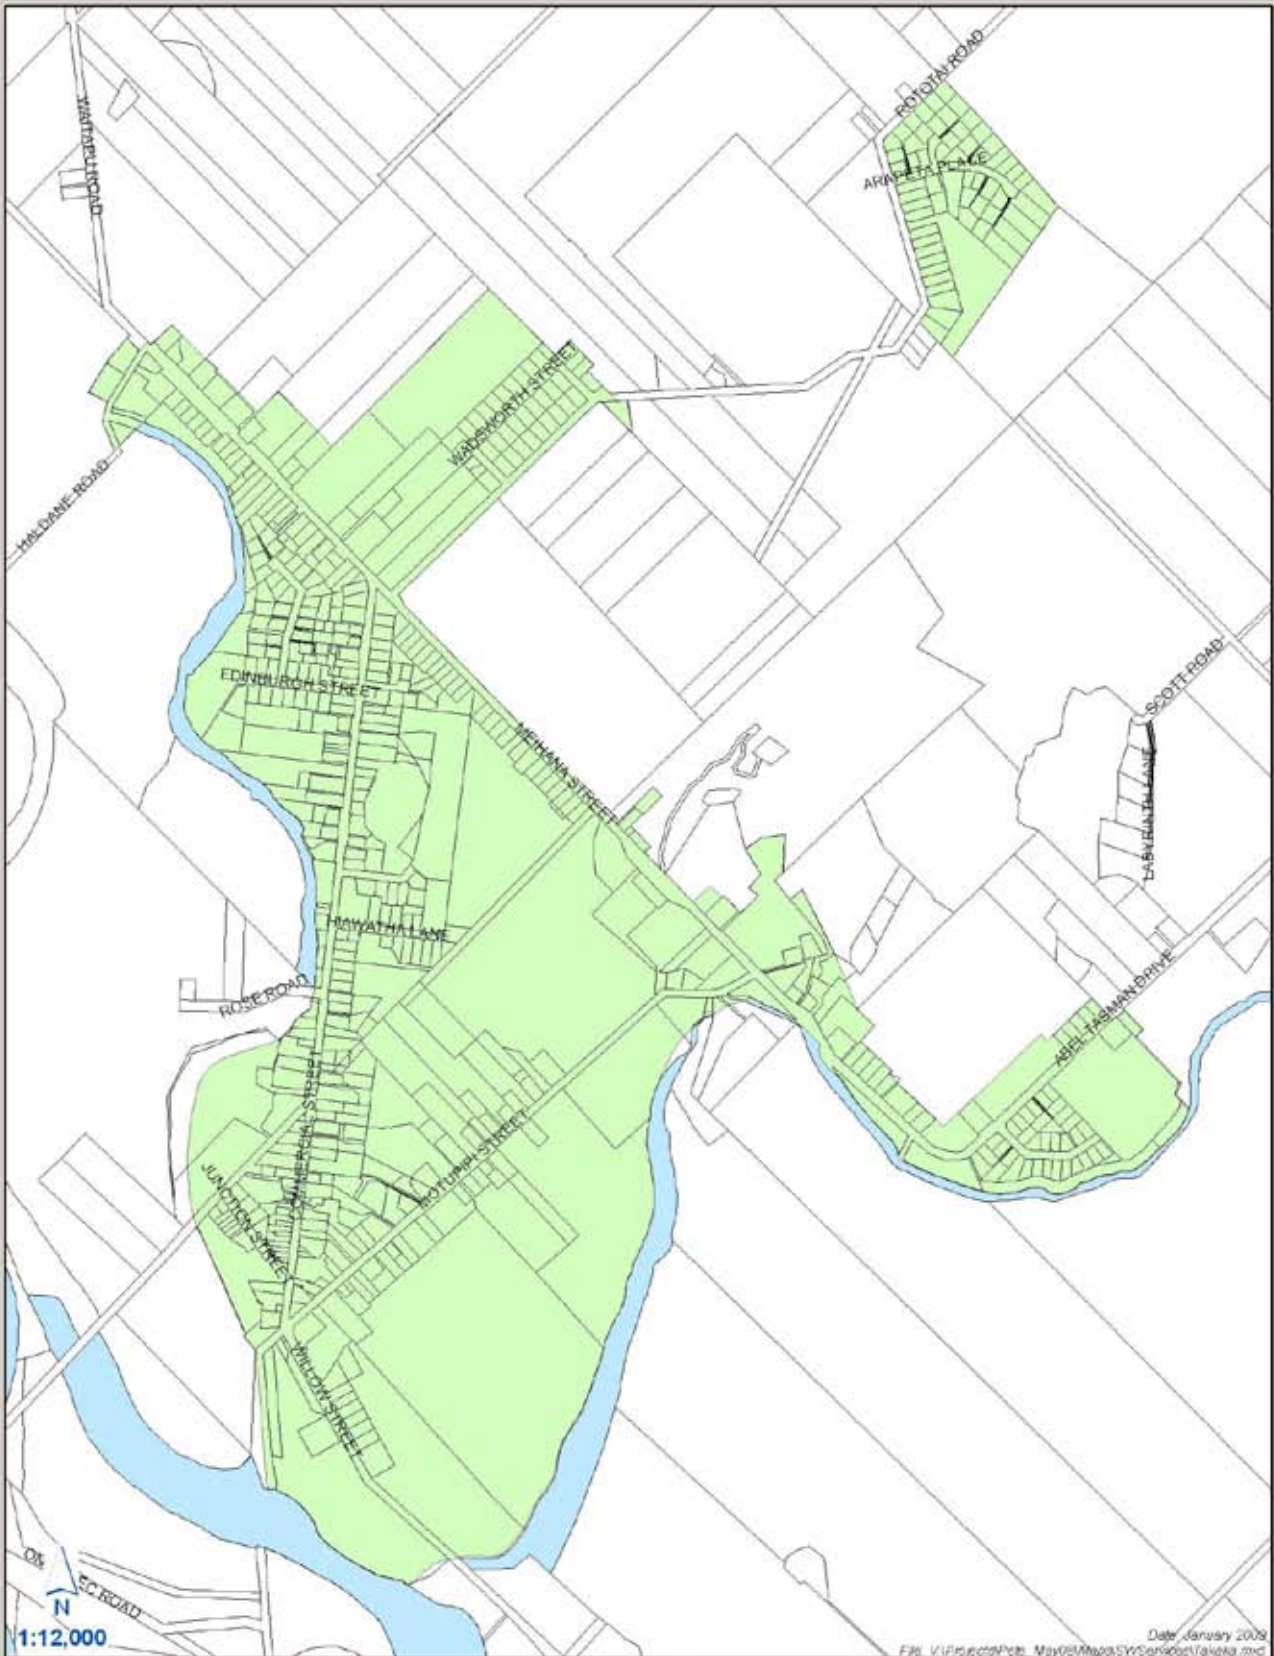 ROTOTAI ROAD
WAITAPU ROAD
ARAPETA PLACE
WADSWORTH STREET
HALDANE ROAD
EDINBURGH STREET
SCOTT ROAD
MEIHANA STREET
LABYRINTH LANE
HIAWATHA LANE
ROSE ROAD
ABEL TASMAN DRIVE
COMMERCIAL STREET
MOTUPIPI STREET
JUNCTION STREET
WILLOW STREET
EC ROAD
N
1:12,000
Date: January 2009